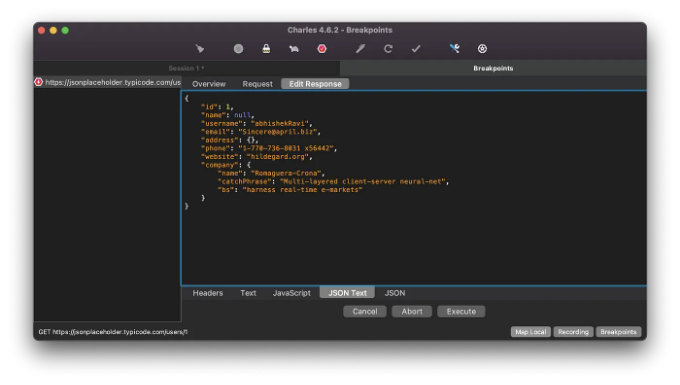 Charles 4.6.2 - Breakpoints
Session 1 *
Breakpoints
https://jsonplaceholder.typicode.com/us
Overview Request Edit Response
{
"id": 1,
"name": null,
"username": "abhishekRavi",
"email": "Sincere@april.biz",
"address": {},
"phone": "1-770-736-8031 x56442",
"website": "hildegard.org",
"company": {
"name": "Romaguera-Crona",
"catchPhrase": "Multi-layered client-server neural-net",
"bs": "harness real-time e-markets"
}
}
Headers Text JavaScript JSON Text JSON
Cancel Abort Execute
GET https://jsonplaceholder.typicode.com/users/1
Map Local Recording Breakpoints